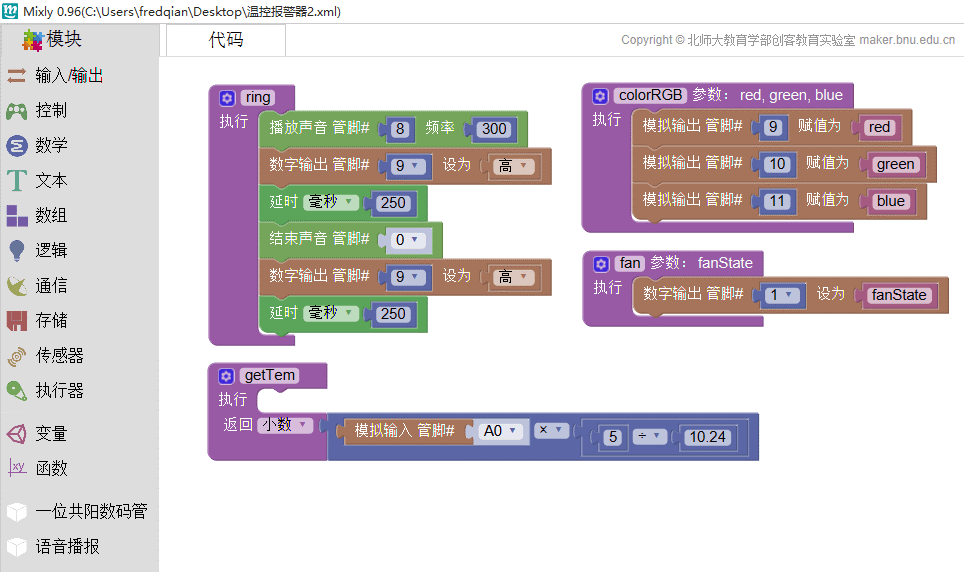 Mixly 0.96(C:\Users\fredqian\Desktop\温控报警器2.xml)
模块
代码
Copyright © 北师大教育学部创客教育实验室 maker.bnu.edu.cn
输入/输出
控制
数学
文本
数组
逻辑
通信
存储
传感器
执行器
变量
函数
一位共阳数码管
语音播报
ring
执行
播放声音 管脚# 8 频率 300
数字输出 管脚# 9 设为 高
延时 毫秒 250
结束声音 管脚# 0
数字输出 管脚# 9 设为 高
延时 毫秒 250
getTem
执行
返回 小数 模拟输入 管脚# A0 × 5 ÷ 10.24
colorRGB 参数: red, green, blue
执行
模拟输出 管脚# 9 赋值为 red
模拟输出 管脚# 10 赋值为 green
模拟输出 管脚# 11 赋值为 blue
fan 参数: fanState
执行
数字输出 管脚# 1 设为 fanState